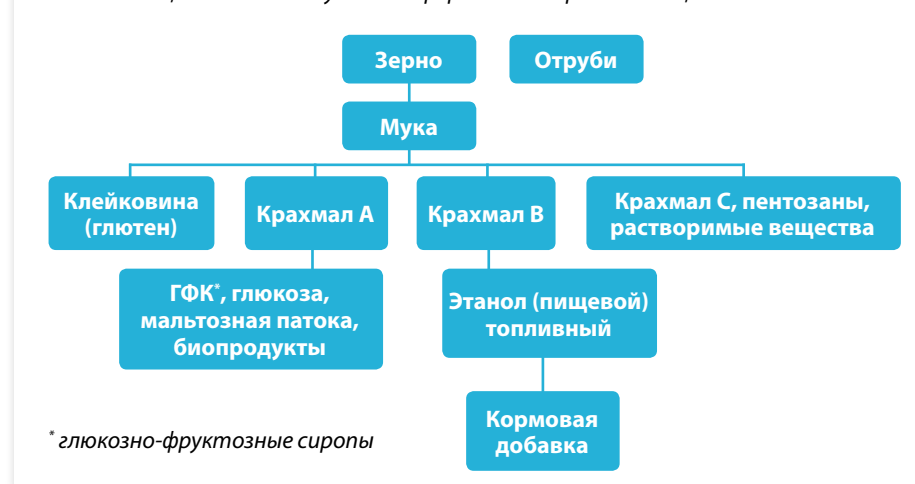 Зерно
Отруби
Мука
Клейковина
(глютен)
Крахмал А
Крахмал В
Крахмал С, пентозаны,
растворимые вещества
ГФК*, глюкоза,
мальтозная патока,
биопродукты
Этанол (пищевой)
топливный
Кормовая
добавка
* глюкозно-фруктозные сиропы